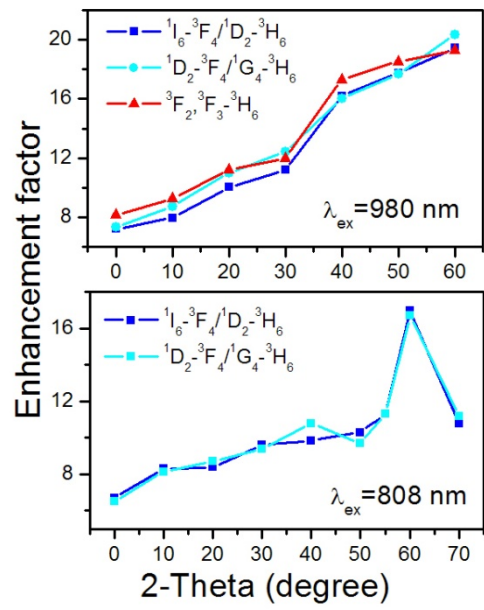 Enhancement factor
¹I₆-³F₄/¹D₂-³H₆
¹D₂-³F₄/¹G₄-³H₆
³F₂,³F₃-³H₆
20
16
12
8
λₑₓ=980 nm
0 10 20 30 40 50 60
¹I₆-³F₄/¹D₂-³H₆
¹D₂-³F₄/¹G₄-³H₆
16
12
8
λₑₓ=808 nm
0 10 20 30 40 50 60 70
2-Theta (degree)